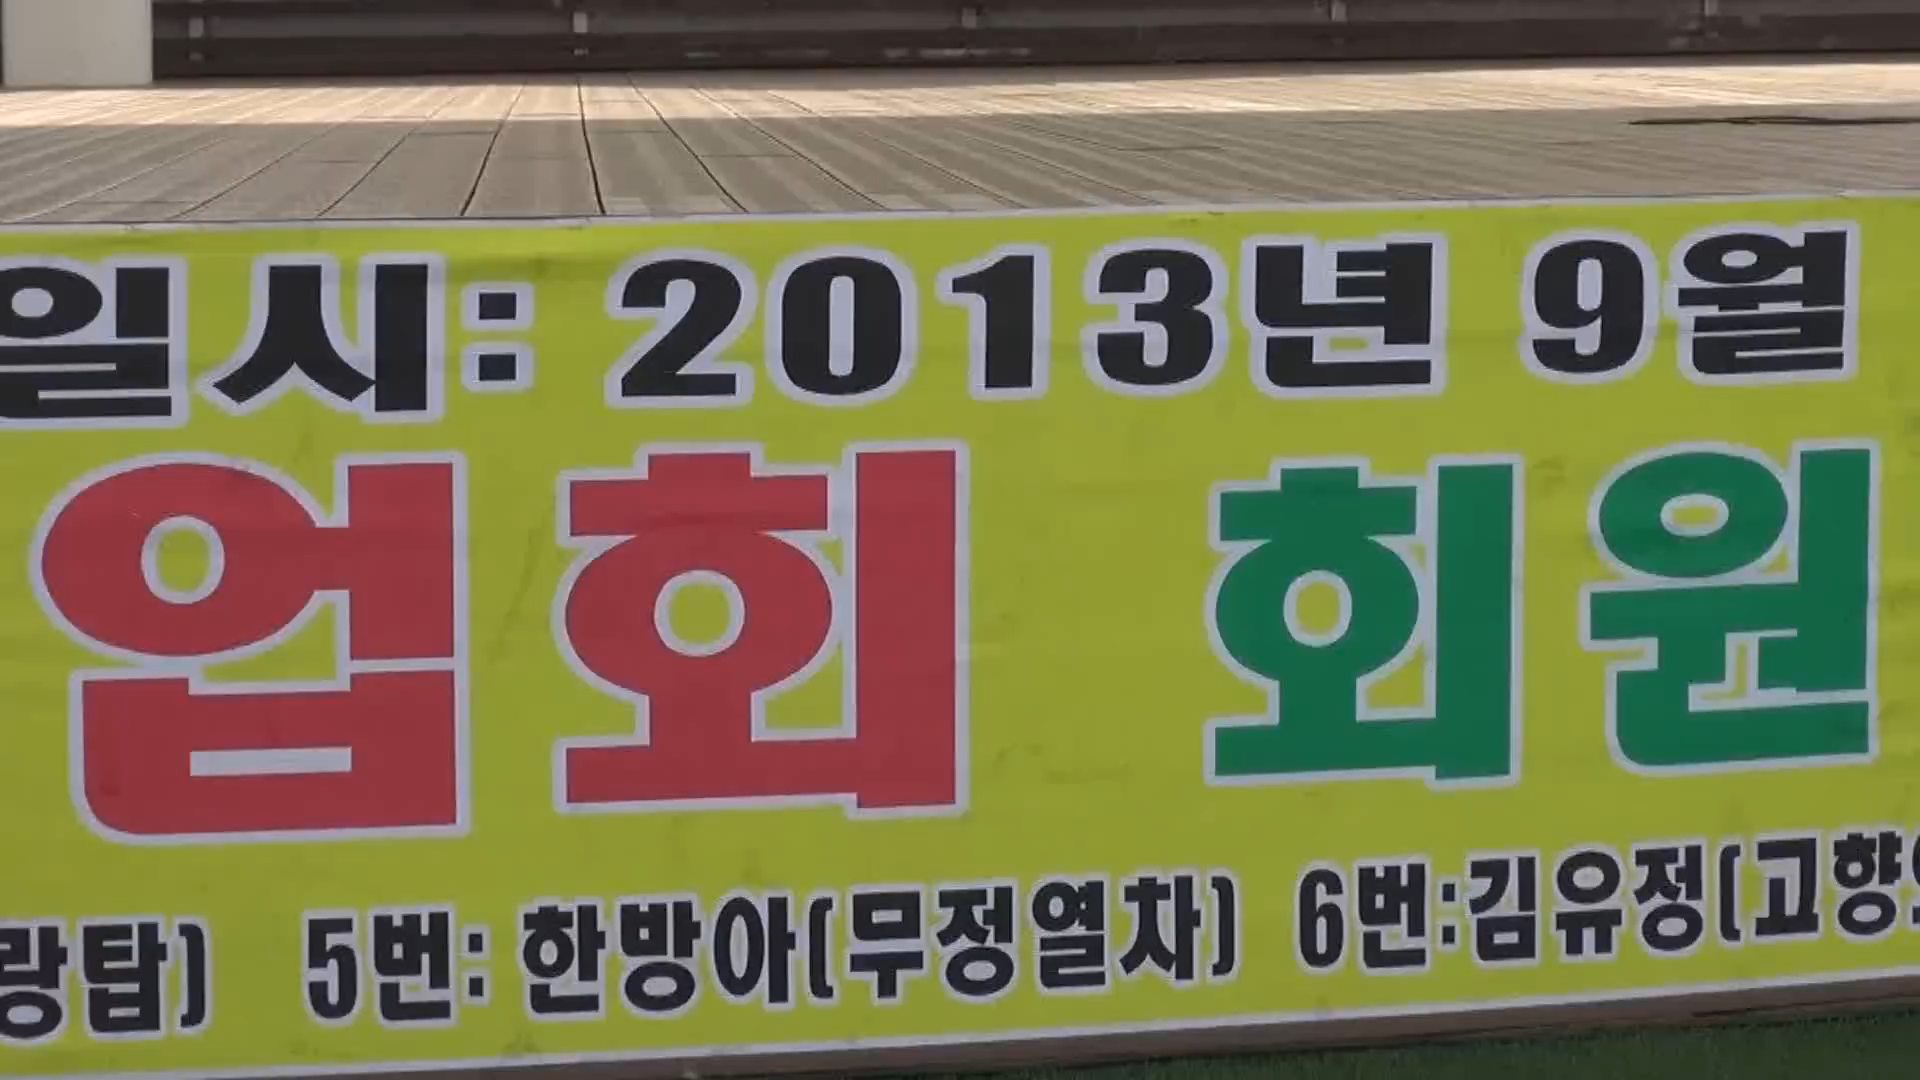 일시: 2013년 9월
업회 회원
랑탑) 5번: 한방아(무정열차) 6번:김유정(고향